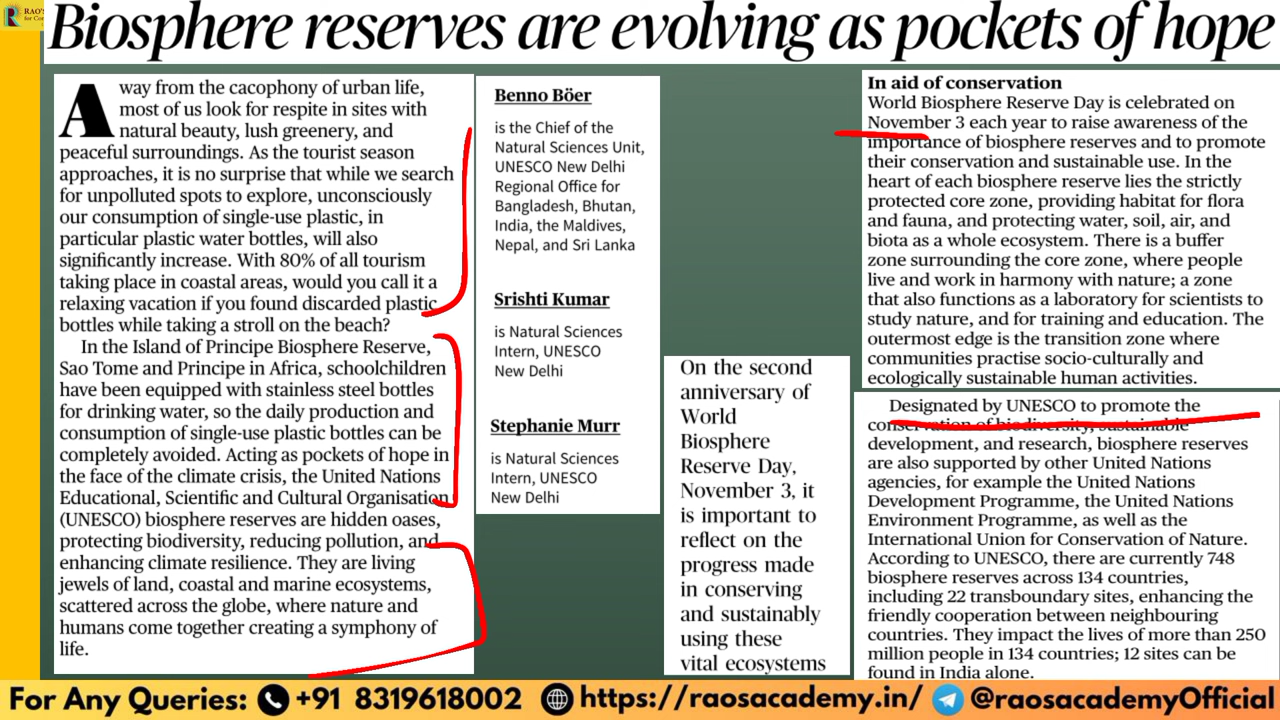 RAO'S
for Co
Biosphere reserves are evolving as pockets of hope
Away from the cacophony of urban life,
most of us look for respite in sites with
natural beauty, lush greenery, and
peaceful surroundings. As the tourist season
approaches, it is no surprise that while we search
for unpolluted spots to explore, unconsciously
our consumption of single-use plastic, in
particular plastic water bottles, will also
significantly increase. With 80% of all tourism
taking place in coastal areas, would you call it a
relaxing vacation if you found discarded plastic
bottles while taking a stroll on the beach?
In the Island of Principe Biosphere Reserve,
Sao Tome and Principe in Africa, schoolchildren
have been equipped with stainless steel bottles
for drinking water, so the daily production and
consumption of single-use plastic bottles can be
completely avoided. Acting as pockets of hope in
the face of the climate crisis, the United Nations
Educational, Scientific and Cultural Organisation
(UNESCO) biosphere reserves are hidden oases,
protecting biodiversity, reducing pollution, and
enhancing climate resilience. They are living
jewels of land, coastal and marine ecosystems,
scattered across the globe, where nature and
humans come together creating a symphony of
life.
Benno Böer
is the Chief of the
Natural Sciences Unit,
UNESCO New Delhi
Regional Office for
Bangladesh, Bhutan,
India, the Maldives,
Nepal, and Sri Lanka
Srishti Kumar
is Natural Sciences
Intern, UNESCO
New Delhi
Stephanie Murr
is Natural Sciences
Intern, UNESCO
New Delhi
On the second
anniversary of
World
Biosphere
Reserve Day,
November 3, it
is important to
reflect on the
progress made
in conserving
and sustainably
using these
vital ecosystems
In aid of conservation
World Biosphere Reserve Day is celebrated on
November 3 each year to raise awareness of the
importance of biosphere reserves and to promote
their conservation and sustainable use. In the
heart of each biosphere reserve lies the strictly
protected core zone, providing habitat for flora
and fauna, and protecting water, soil, air, and
biota as a whole ecosystem. There is a buffer
zone surrounding the core zone, where people
live and work in harmony with nature; a zone
that also functions as a laboratory for scientists to
study nature, and for training and education. The
outermost edge is the transition zone where
communities practise socio-culturally and
ecologically sustainable human activities.
Designated by UNESCO to promote the
conservation of biodiversity, sustainable
development, and research, biosphere reserves
are also supported by other United Nations
agencies, for example the United Nations
Development Programme, the United Nations
Environment Programme, as well as the
International Union for Conservation of Nature.
According to UNESCO, there are currently 748
biosphere reserves across 134 countries,
including 22 transboundary sites, enhancing the
friendly cooperation between neighbouring
countries. They impact the lives of more than 250
million people in 134 countries; 12 sites can be
found in India alone.
For Any Queries: +91 8319618002 https://raosacademy.in/ @raosacademyOfficial